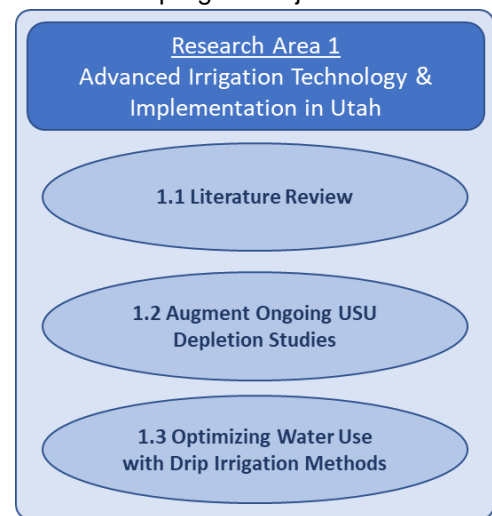 Research Area 1
Advanced Irrigation Technology &
Implementation in Utah
1.1 Literature Review
1.2 Augment Ongoing USU
Depletion Studies
1.3 Optimizing Water Use
with Drip Irrigation Methods